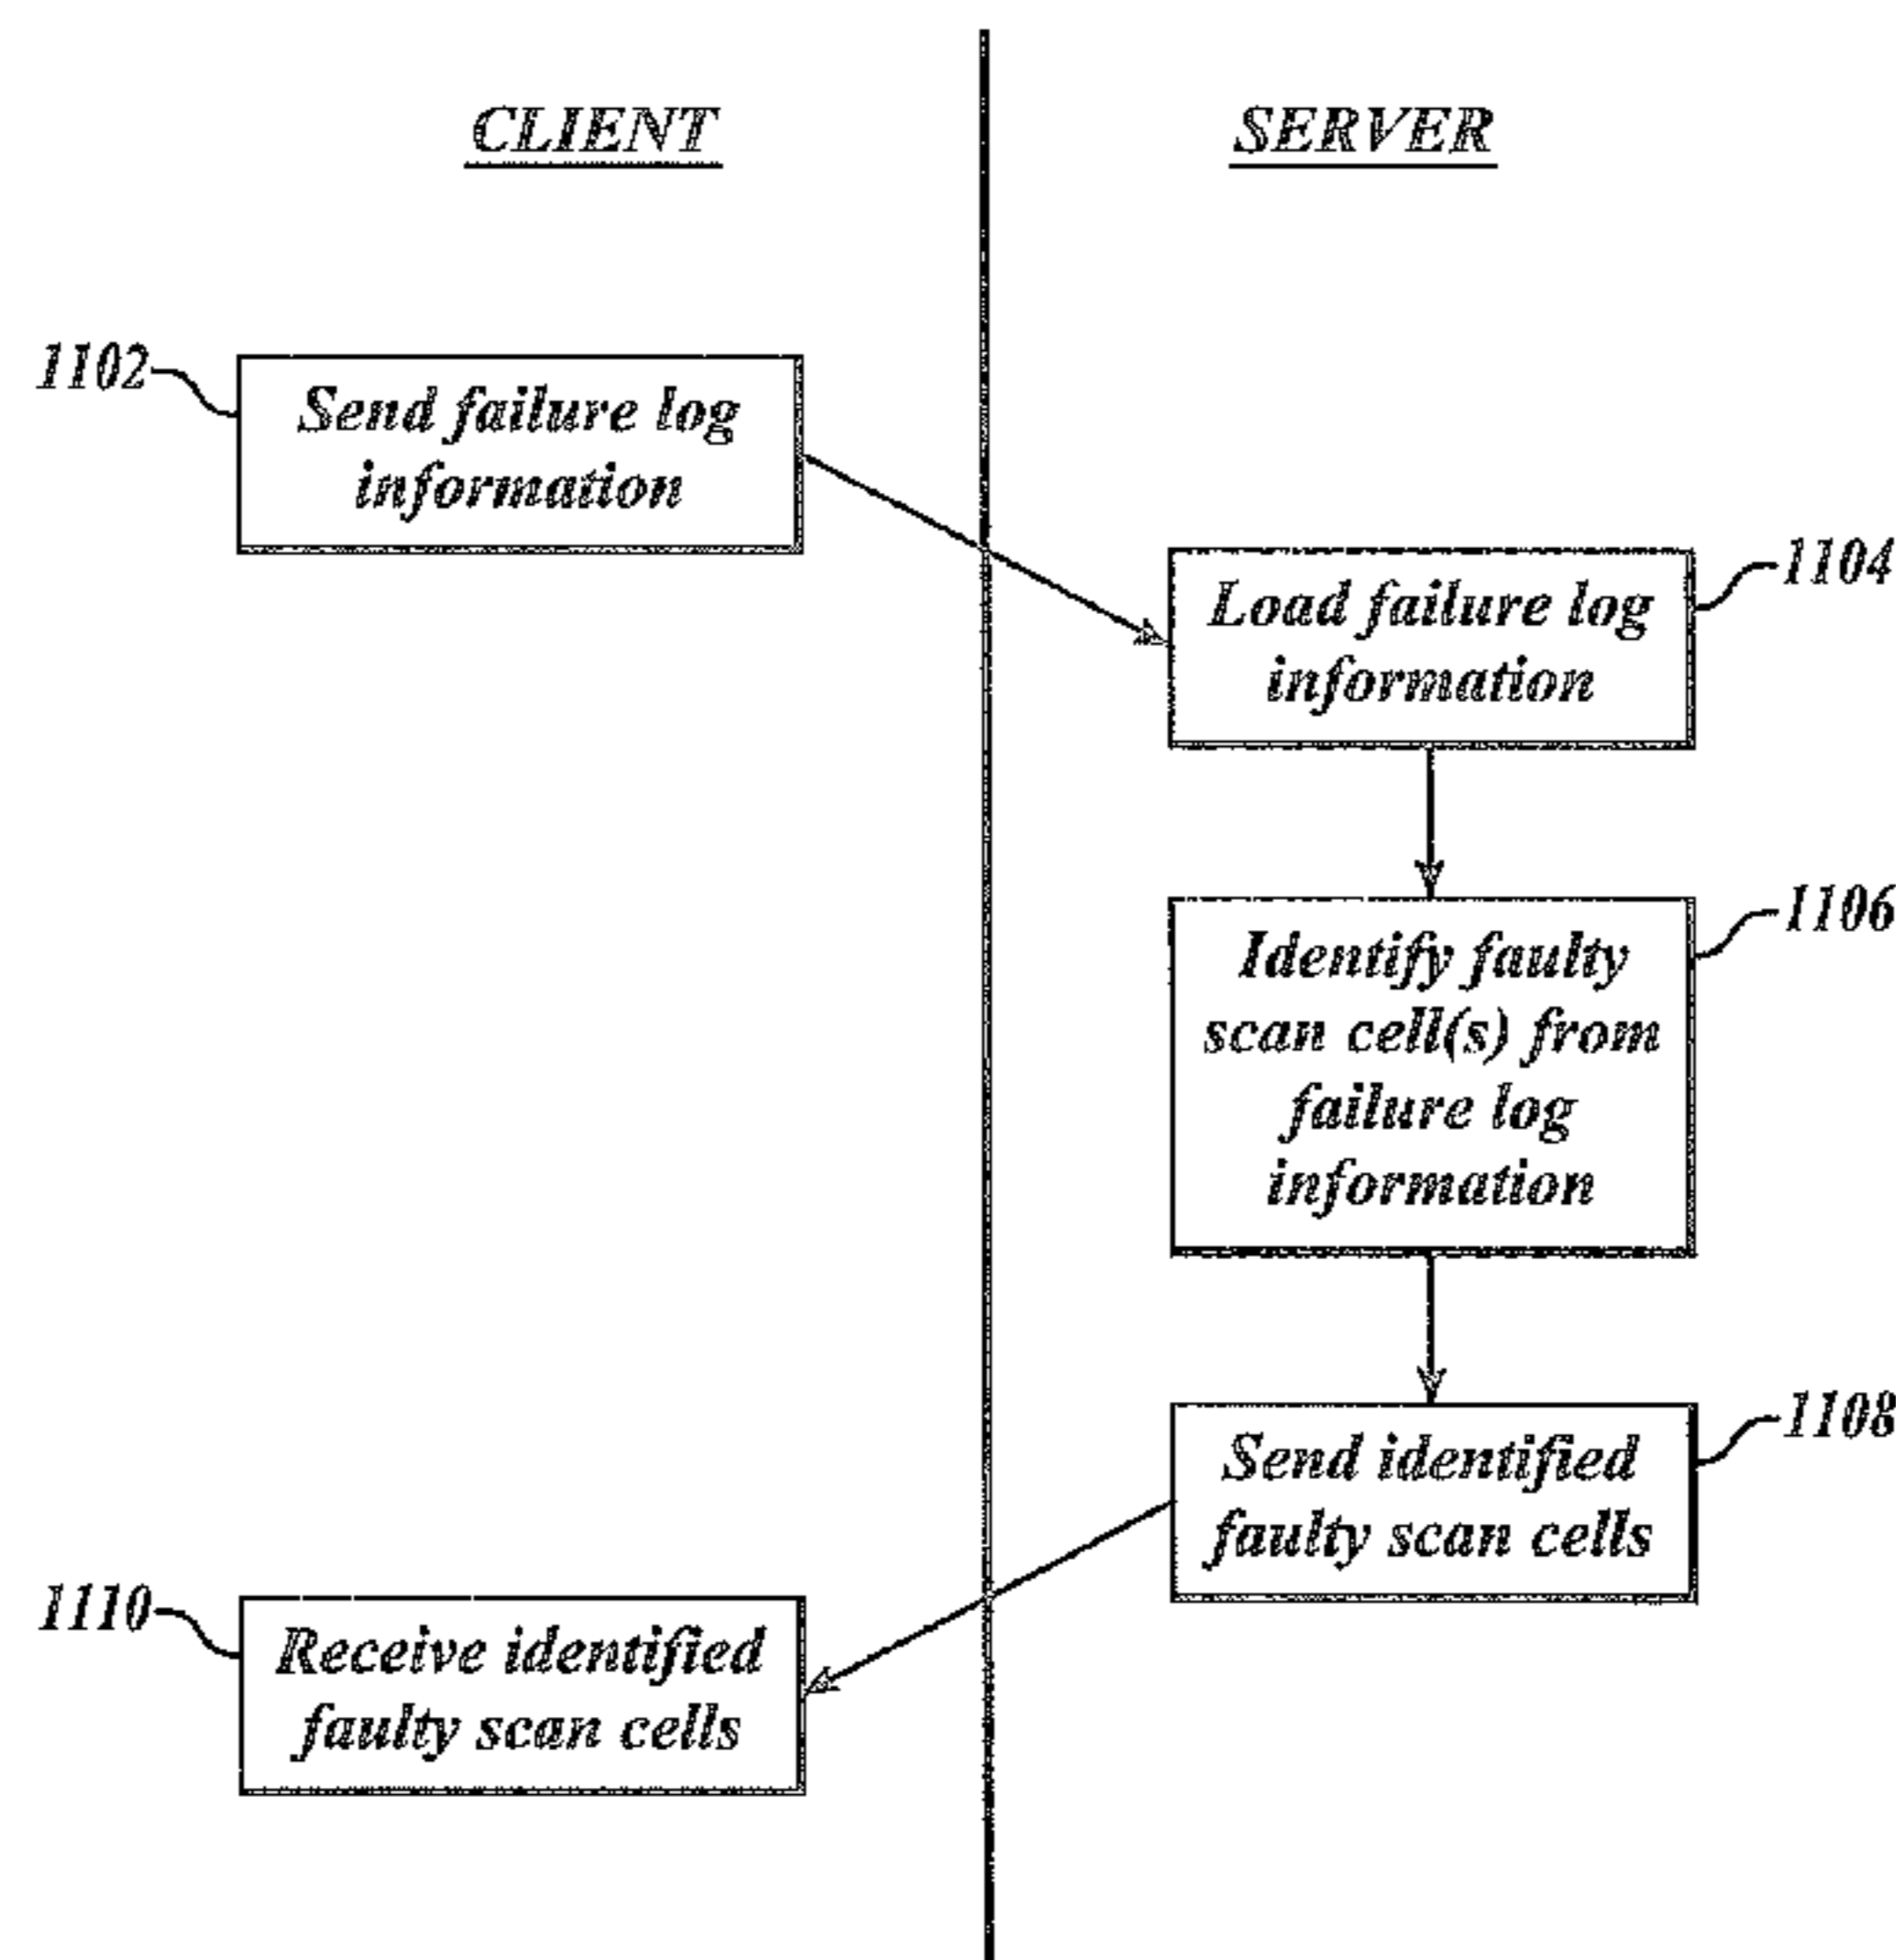 CLIENT
SERVER
1102
Send failure log
information
1104
Load failure log
information
1106
Identify faulty
scan cell(s) from
failure log
information
1108
Send identified
faulty scan cells
1110
Receive identified
faulty scan cells